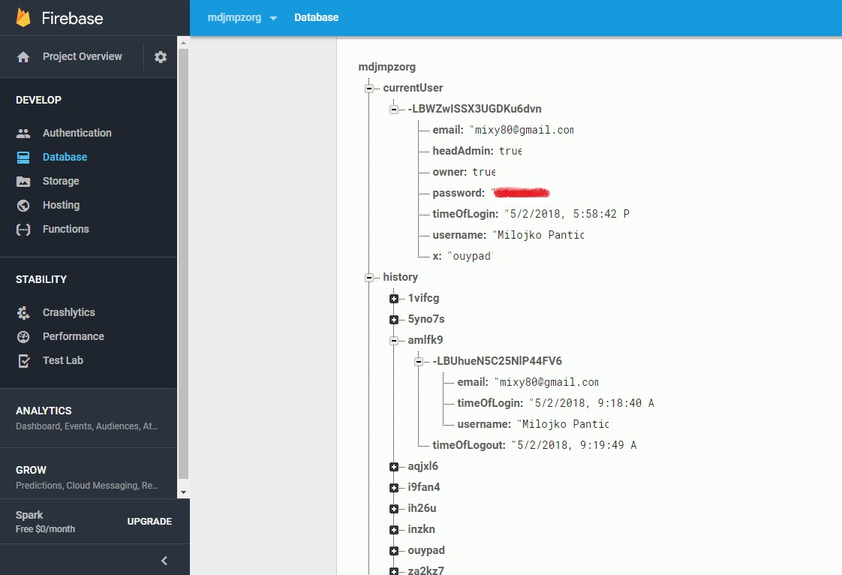 Firebase
mdjmpzorg Database
Project Overview
DEVELOP
Authentication
Database
Storage
Hosting
Functions
STABILITY
Crashlytics
Performance
Test Lab
ANALYTICS
Dashboard, Events, Audiences, At...
GROW
Predictions, Cloud Messaging, Re...
Spark
Free $0/month
UPGRADE
mdjmpzorg
currentUser
-LBWZwISSX3UGDKu6dvn
email: "mixy80@gmail.com
headAdmin: true
owner: true
password:
timeOfLogin: "5/2/2018, 5:58:42 P
username: "Milojko Pantic
x: "ouypad"
history
1vifcg
5yno7s
amlfk9
-LBUhueN5C25NIP44FV6
email: "mixy80@gmail.com
timeOfLogin: "5/2/2018, 9:18:40 A
username: "Milojko Pantic
timeOfLogout: "5/2/2018, 9:19:49 A
aqjxl6
i9fan4
ih26u
inzkn
ouypad
za2kz7